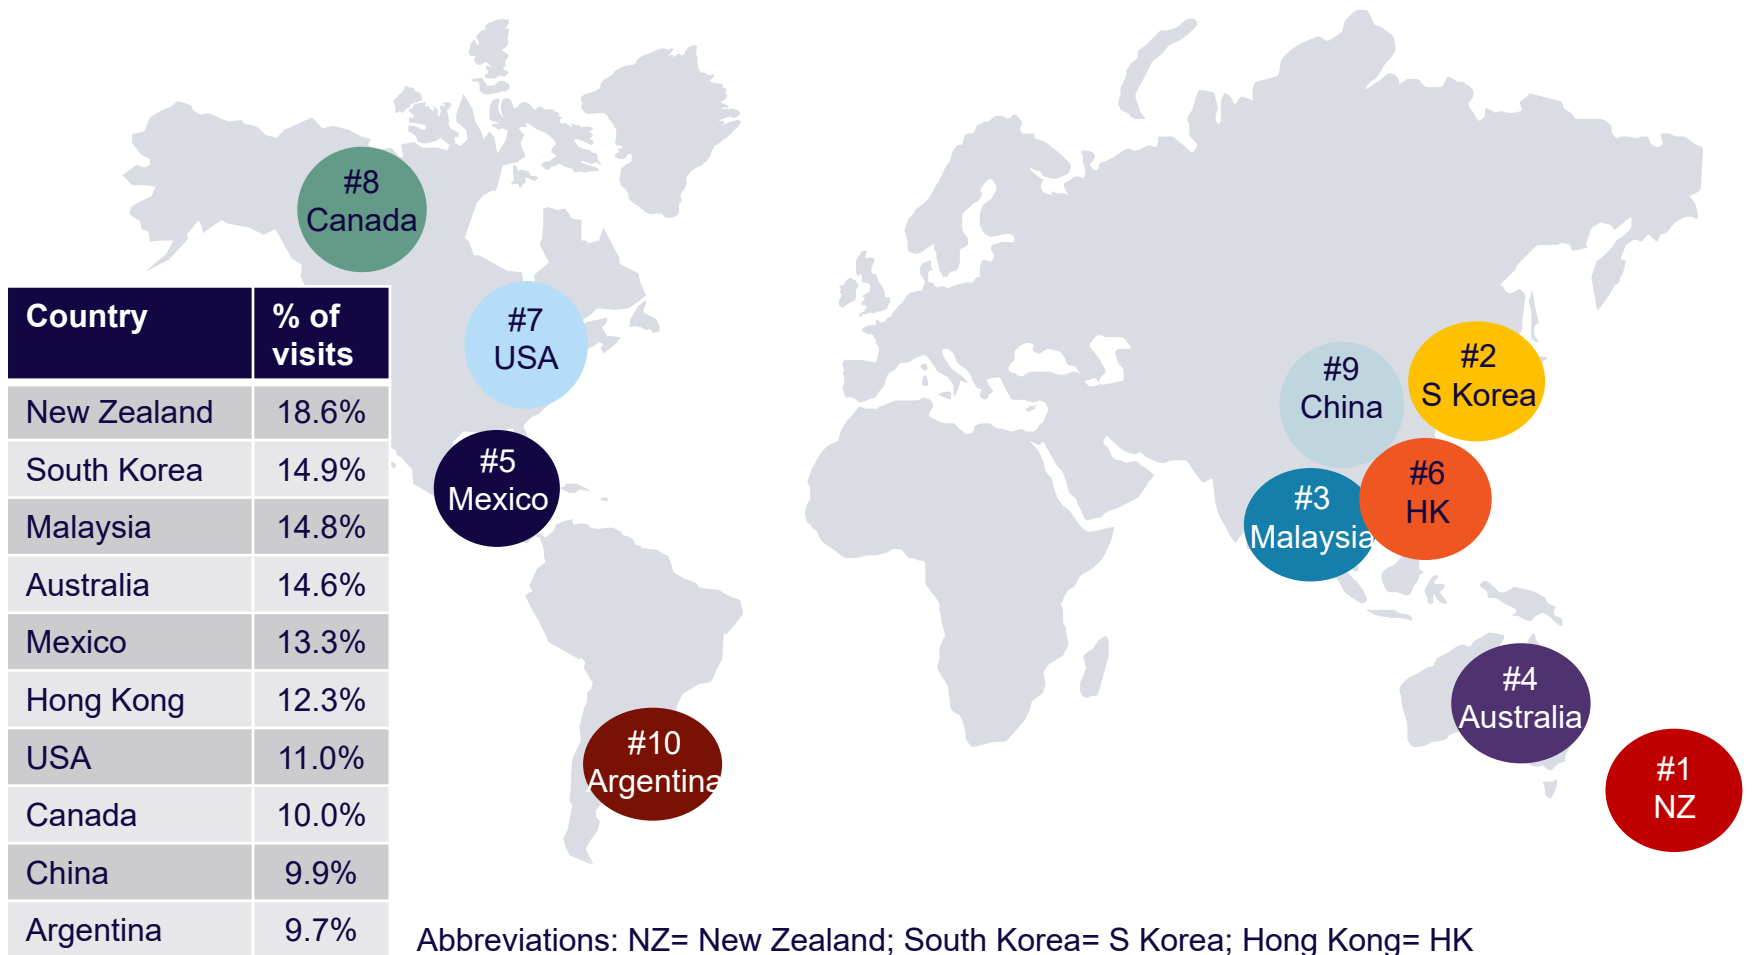 #8
Canada
#7
USA
#5
Mexico
#10
Argentina
#9
China
#2
S Korea
#3
Malaysia
#6
HK
#4
Australia
#1
NZ
Country % of
visits
New Zealand 18.6%
South Korea 14.9%
Malaysia 14.8%
Australia 14.6%
Mexico 13.3%
Hong Kong 12.3%
USA 11.0%
Canada 10.0%
China 9.9%
Argentina 9.7%
Abbreviations: NZ= New Zealand; South Korea= S Korea; Hong Kong= HK